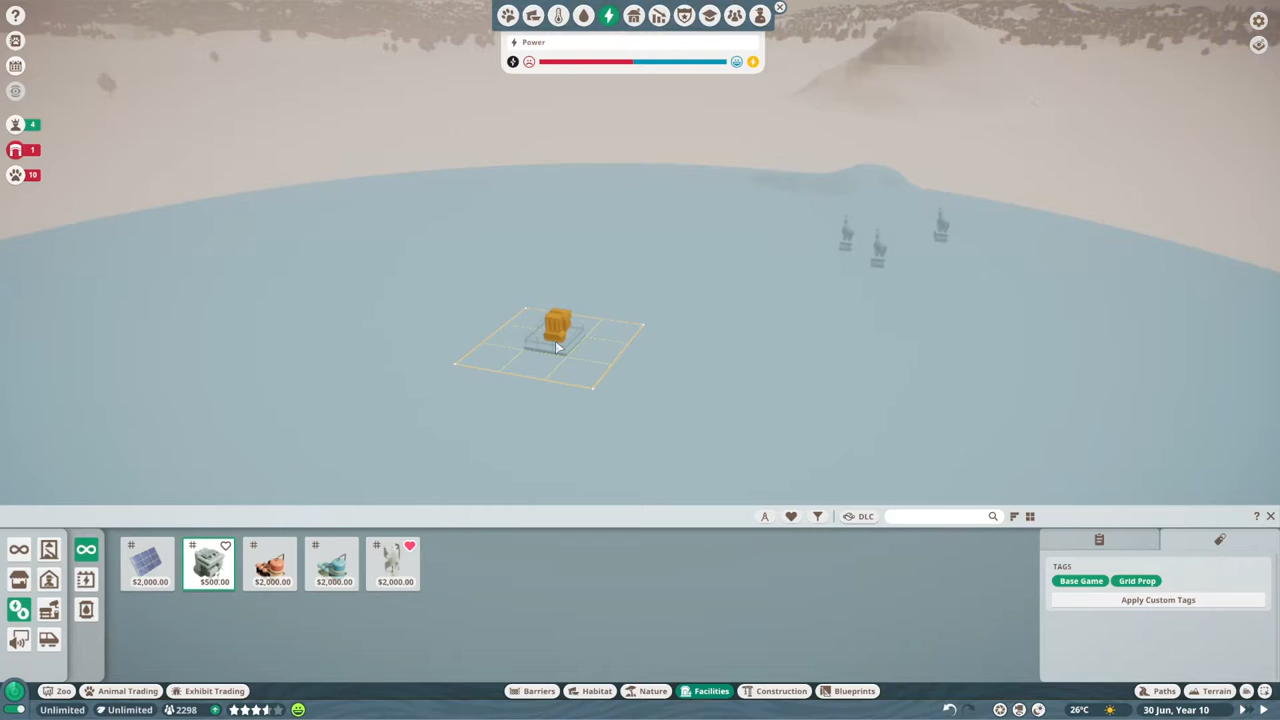 Power
4
1
10
DLC
$2,000.00
$500.00
$2,000.00
$2,000.00
$2,000.00
TAGS
Base Game
Grid Prop
Apply Custom Tags
Zoo
Animal Trading
Exhibit Trading
Barriers
Habitat
Nature
Facilities
Construction
Blueprints
Paths
Terrain
Unlimited
Unlimited
2298
26°C
30 Jun, Year 10